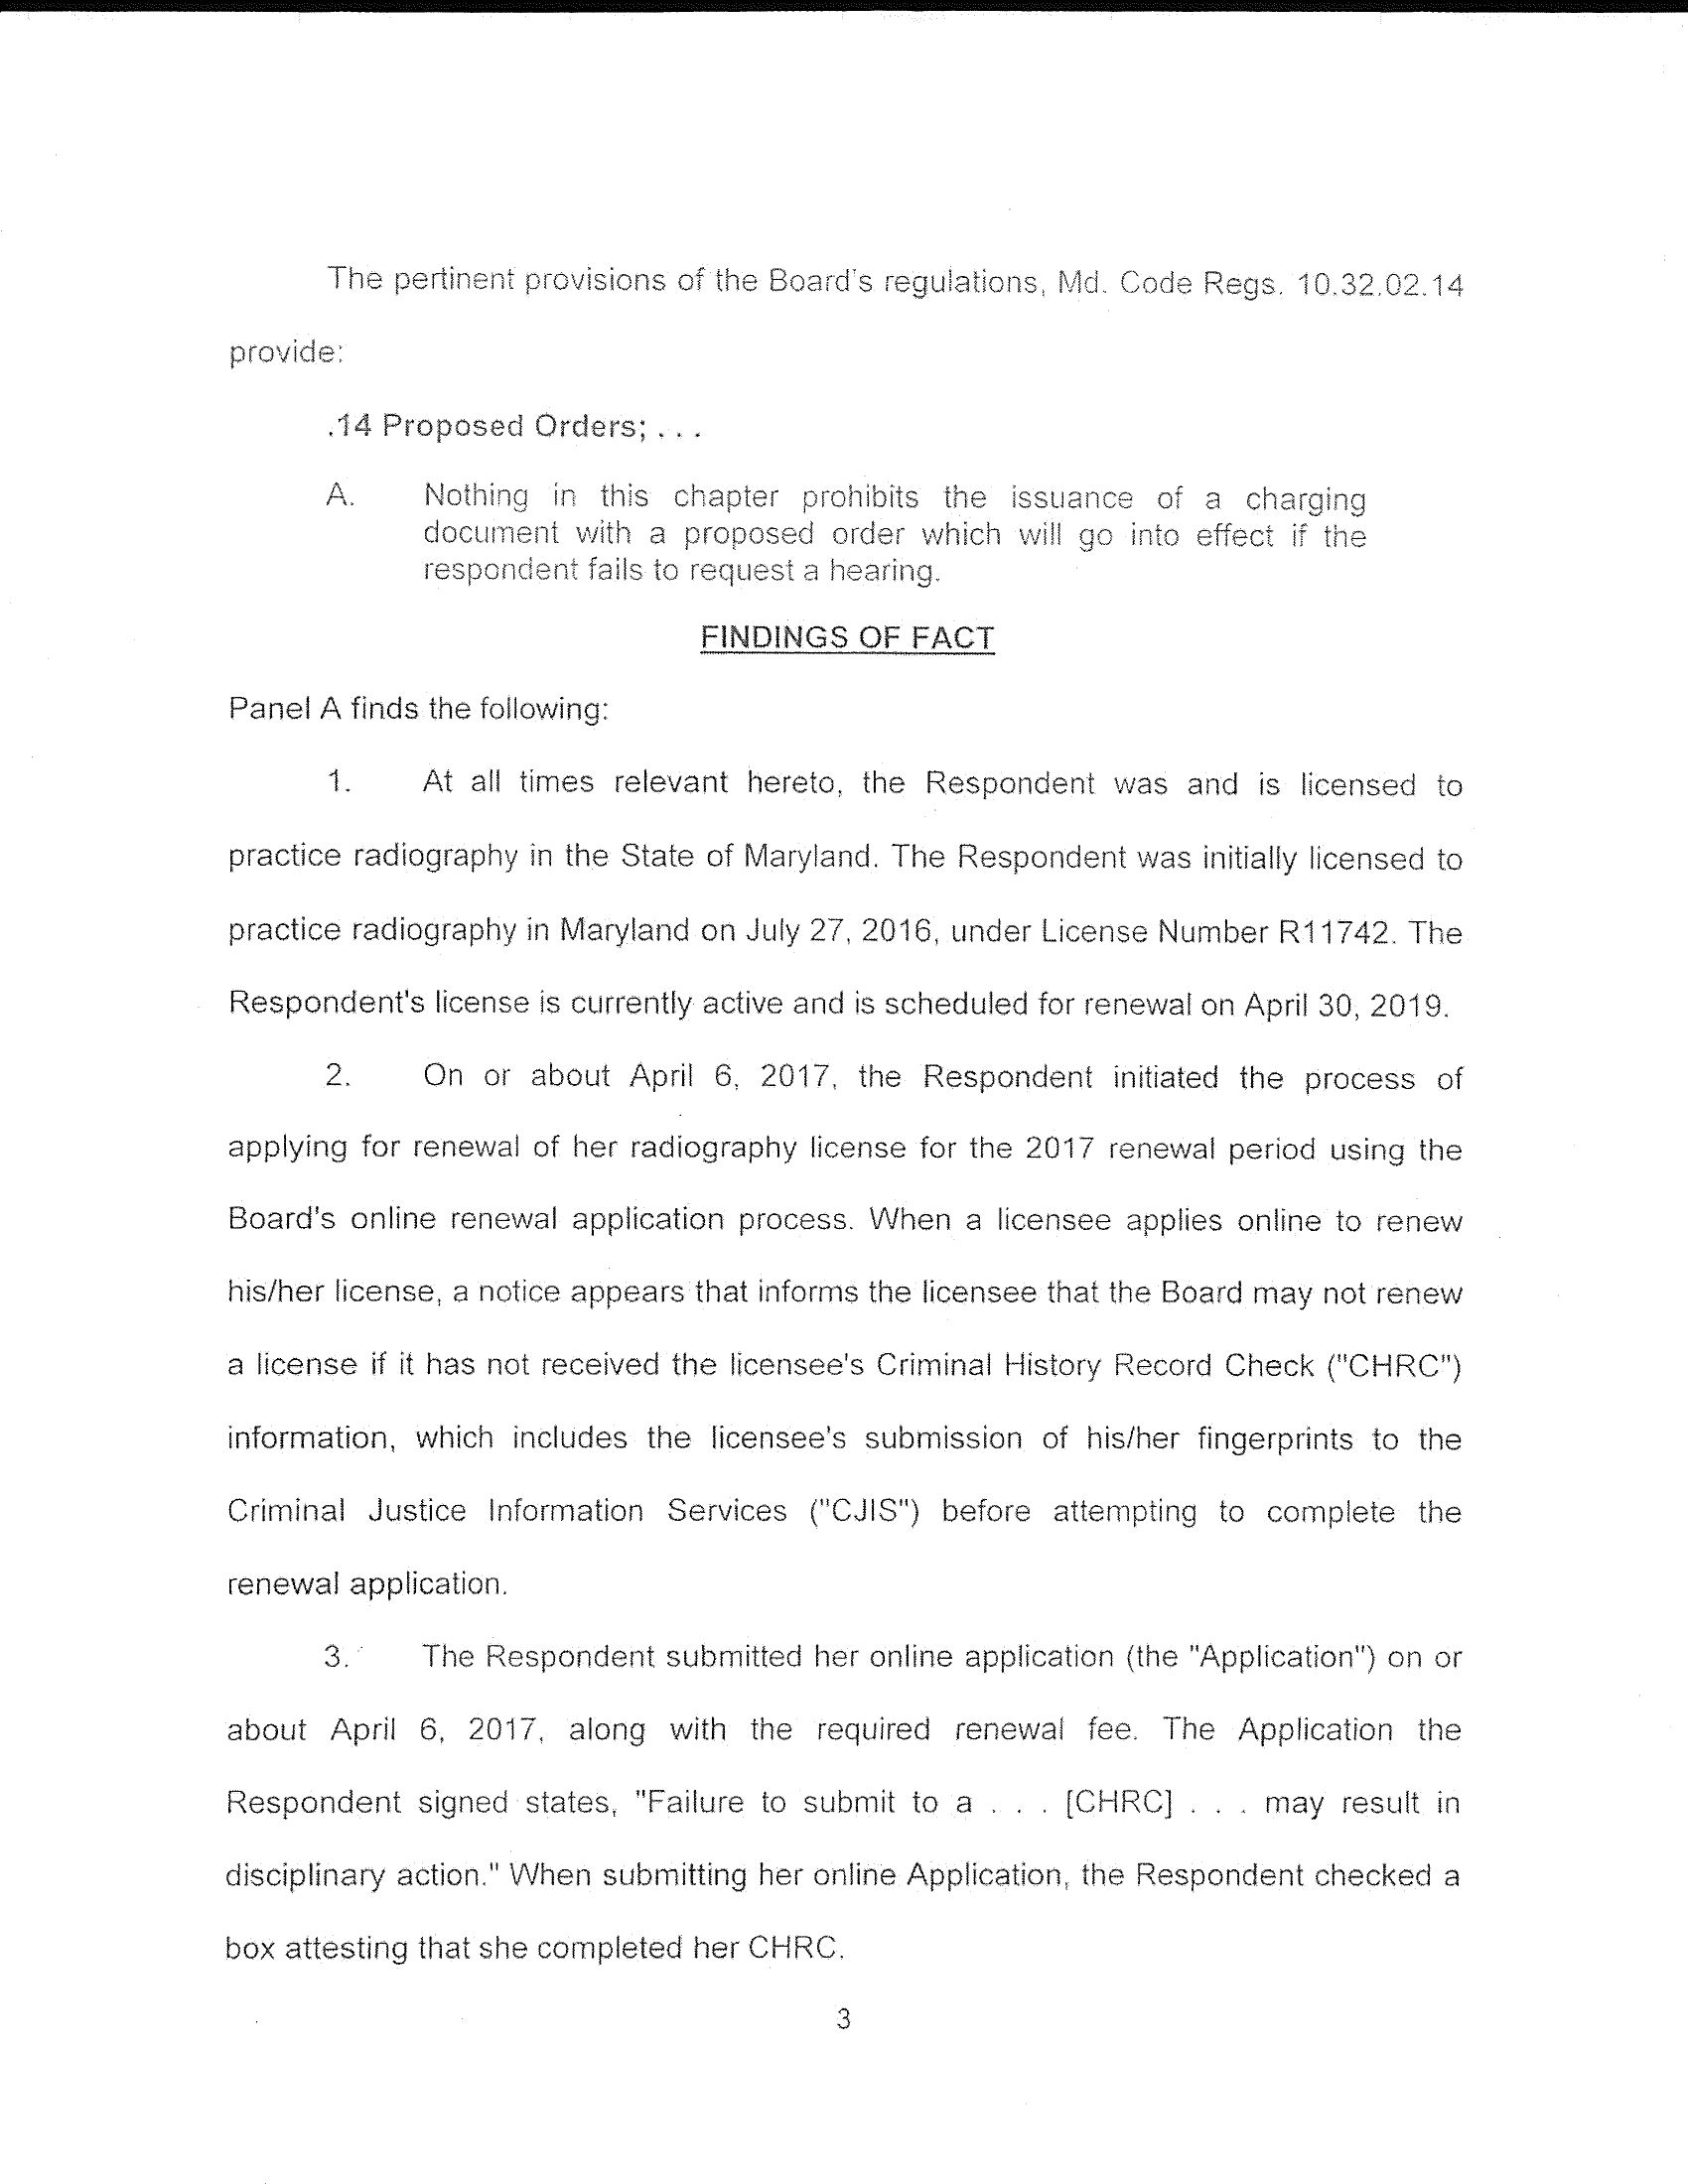 The pertinent provisions of the Board's regulations, Md. Code Regs. 10.32.02.14
provide:
.14 Proposed Orders; . . .
A. Nothing in this chapter prohibits the issuance of a charging
document with a proposed order which will go into effect if the
respondent fails to request a hearing.
FINDINGS OF FACT
Panel A finds the following:
1. At all times relevant hereto, the Respondent was and is licensed to
practice radiography in the State of Maryland. The Respondent was initially licensed to
practice radiography in Maryland on July 27, 2016, under License Number R11742. The
Respondent's license is currently active and is scheduled for renewal on April 30, 2019.
2. On or about April 6, 2017, the Respondent initiated the process of
applying for renewal of her radiography license for the 2017 renewal period using the
Board's online renewal application process. When a licensee applies online to renew
his/her license, a notice appears that informs the licensee that the Board may not renew
a license if it has not received the licensee's Criminal History Record Check ("CHRC")
information, which includes the licensee's submission of his/her fingerprints to the
Criminal Justice Information Services ("CJIS") before attempting to complete the
renewal application.
3. The Respondent submitted her online application (the "Application") on or
about April 6, 2017, along with the required renewal fee. The Application the
Respondent signed states, "Failure to submit to a . . . [CHRC] . . . may result in
disciplinary action." When submitting her online Application, the Respondent checked a
box attesting that she completed her CHRC.
3